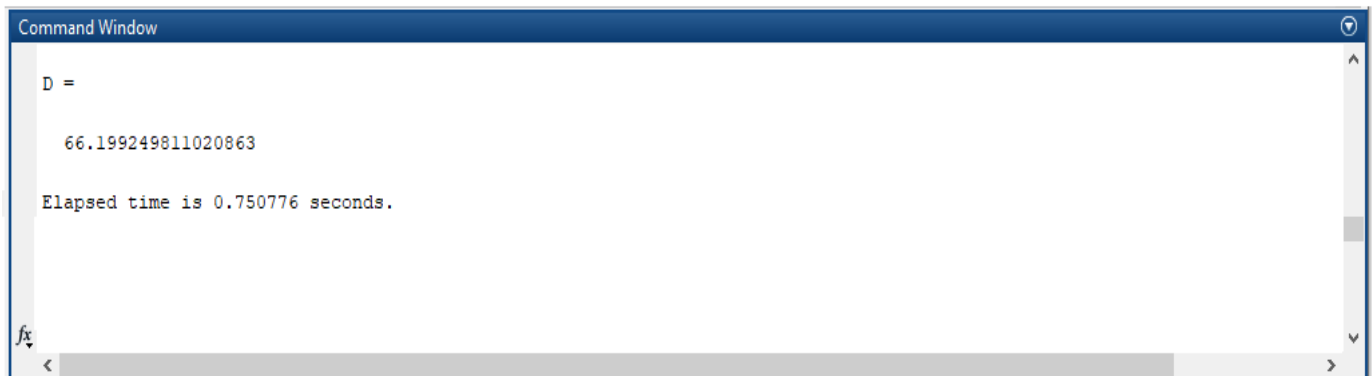 Command Window
D =
66.199249811020863
Elapsed time is 0.750776 seconds.
fx